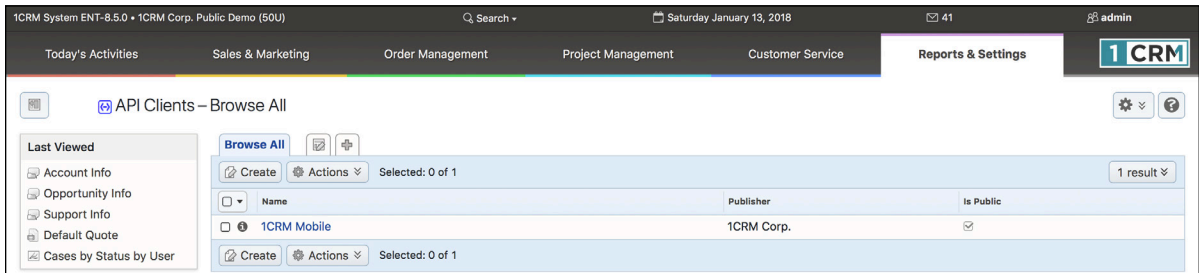 1CRM System ENT-8.5.0 • 1CRM Corp. Public Demo (50U) Search Saturday January 13, 2018 41 admin
Today's Activities Sales & Marketing Order Management Project Management Customer Service Reports & Settings 1 CRM
API Clients – Browse All
Last Viewed
Account Info
Opportunity Info
Support Info
Default Quote
Cases by Status by User
Browse All
Create Actions Selected: 0 of 1 1 result
Name Publisher Is Public
1CRM Mobile 1CRM Corp.
Create Actions Selected: 0 of 1